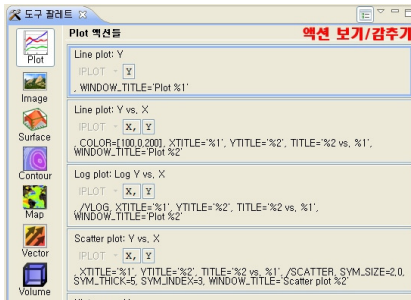 도구 팔레트
Plot 액션들
액션 보기/감추기
Plot
Image
Surface
Contour
Map
Vector
Volume
Line plot: Y
IPLOT Y
, WINDOW_TITLE='Plot %1'
Line plot: Y vs. X
IPLOT X, Y
, COLOR=[100,0,200], XTITLE='%1', YTITLE='%2', TITLE='%2 vs. %1',
WINDOW_TITLE='Plot %2'
Log plot: Log Y vs. X
IPLOT X, Y
, /YLOG, XTITLE='%1', YTITLE='%2', TITLE='%2 vs. %1',
WINDOW_TITLE='Plot %2'
Scatter plot: Y vs. X
IPLOT X, Y
, XTITLE='%1', YTITLE='%2', TITLE='%2 vs. %1', /SCATTER, SYM_SIZE=2.0,
SYM_THICK=5, SYM_INDEX=3, WINDOW_TITLE='Scatter plot %2'